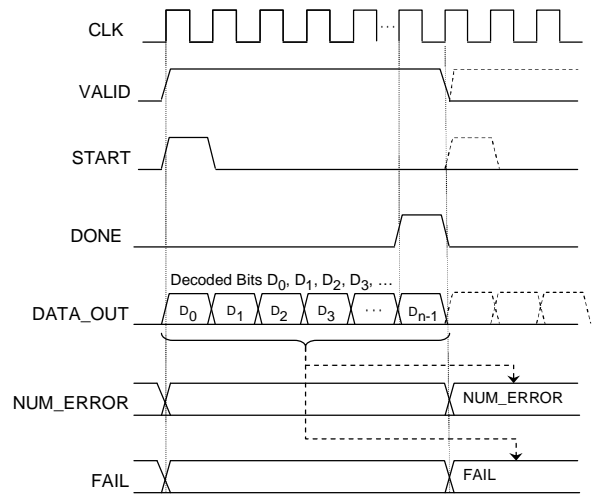 CLK
VALID
START
DONE
Decoded Bits D0, D1, D2, D3, ...
DATA_OUT D0 D1 D2 D3 ... Dn-1
NUM_ERROR NUM_ERROR
FAIL FAIL